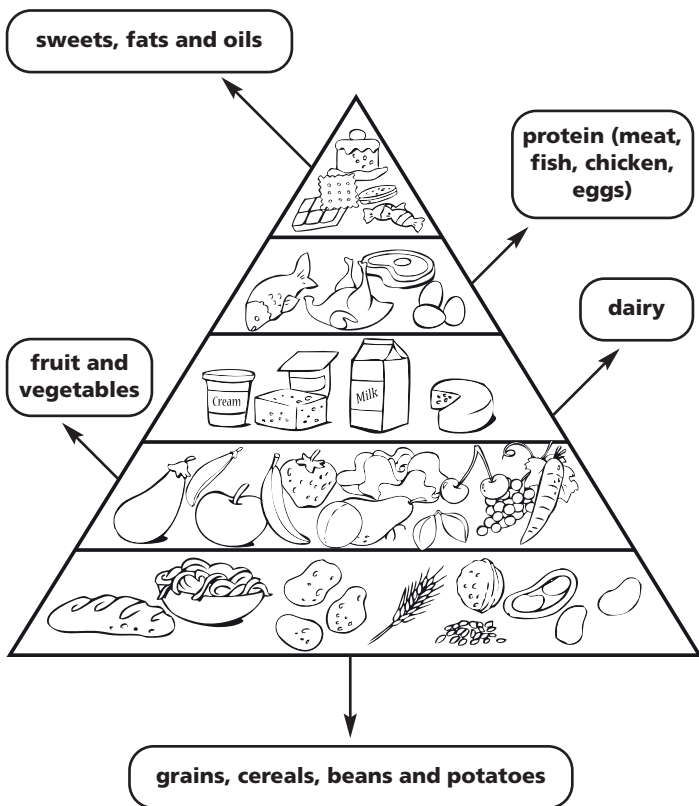 sweets, fats and oils
protein (meat,
fish, chicken,
eggs)
dairy
fruit and
vegetables
Cream
Milk
grains, cereals, beans and potatoes